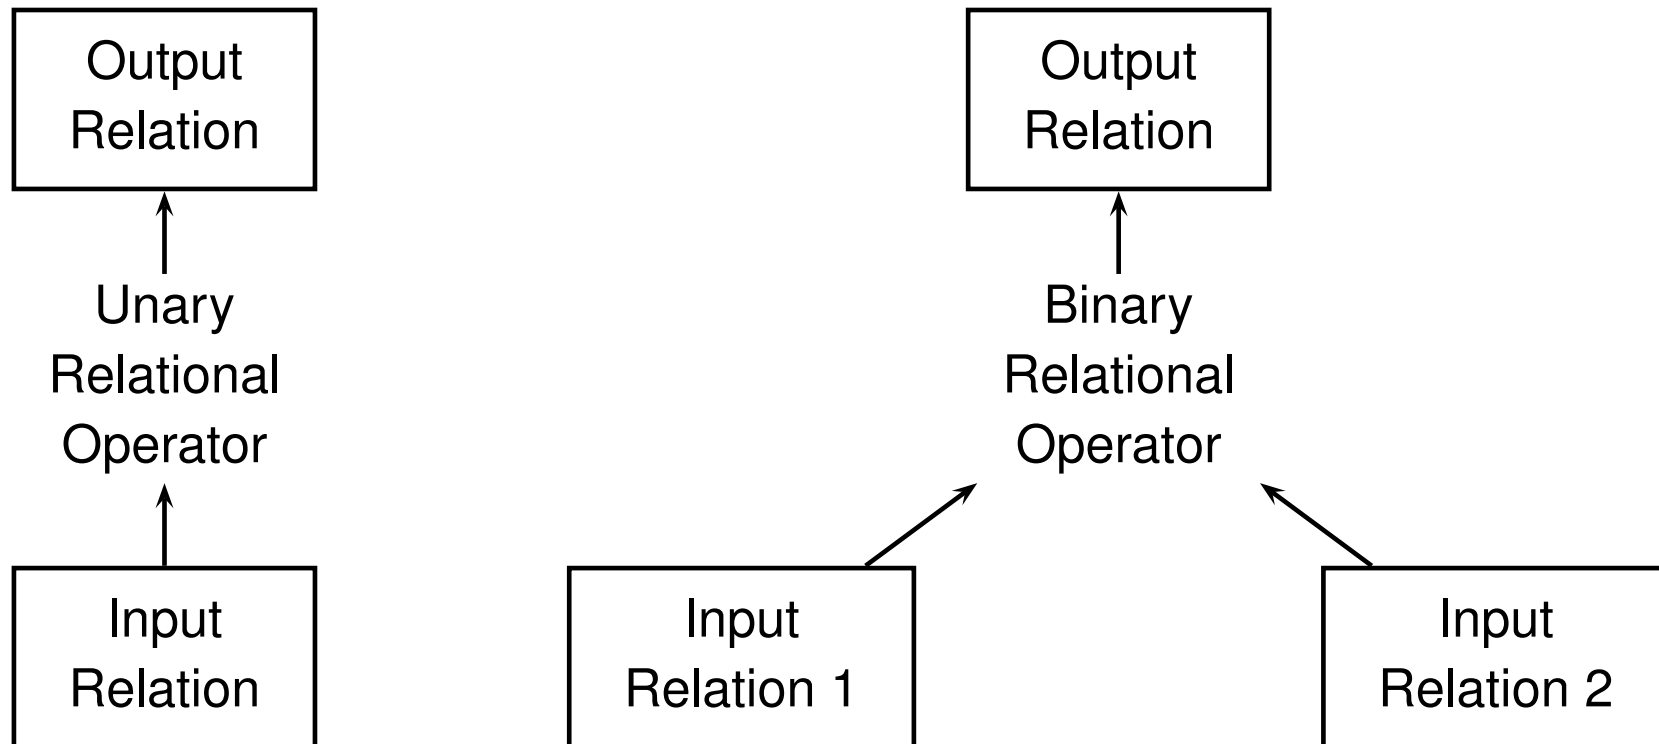 Output
Relation
Unary
Relational
Operator
Input
Relation
Output
Relation
Binary
Relational
Operator
Input
Relation 1
Input
Relation 2